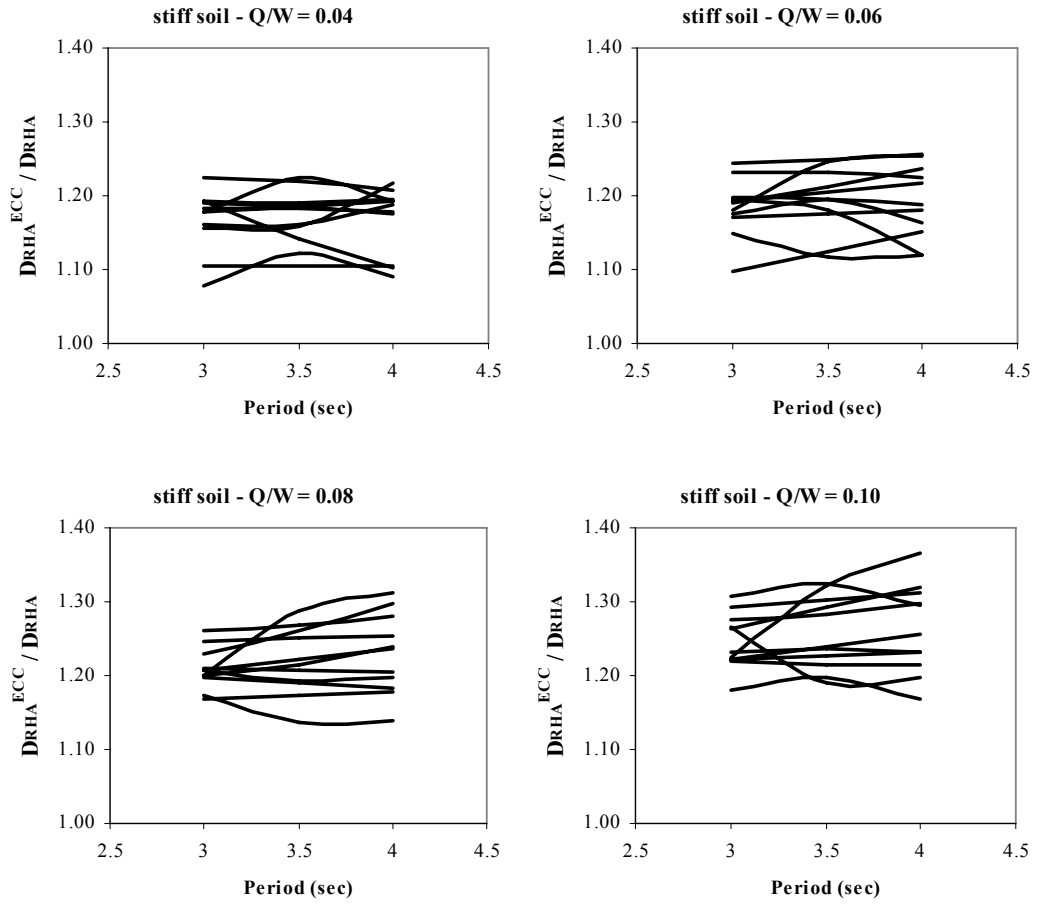 stiff soil - Q/W = 0.04
1.40
1.30
1.20
1.10
1.00
2.5 3 3.5 4 4.5
Period (sec)
DRHA ECC / DRHA
stiff soil - Q/W = 0.06
1.40
1.30
1.20
1.10
1.00
2.5 3 3.5 4 4.5
Period (sec)
DRHA ECC / DRHA
stiff soil - Q/W = 0.08
1.40
1.30
1.20
1.10
1.00
2.5 3 3.5 4 4.5
Period (sec)
DRHA ECC / DRHA
stiff soil - Q/W = 0.10
1.40
1.30
1.20
1.10
1.00
2.5 3 3.5 4 4.5
Period (sec)
DRHA ECC / DRHA